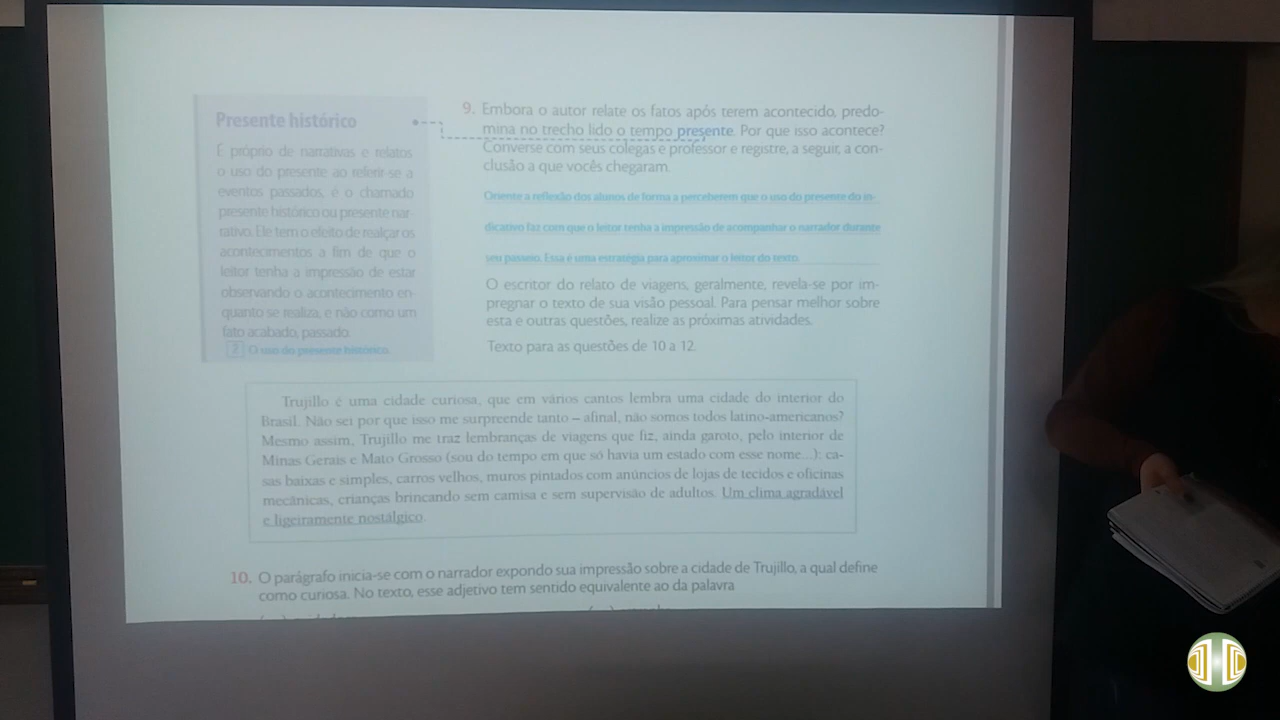 Presente histórico
É próprio de narrativas e relatos
o uso do presente ao referir-se a
eventos passados, é o chamado
presente histórico ou presente nar-
rativo. Ele tem o efeito de realçar os
acontecimentos a fim de que o
leitor tenha a impressão de estar
observando o acontecimento en-
quanto se realiza, e não como um
fato acabado, passado.
2 O uso do presente histórico.
9. Embora o autor relate os fatos após terem acontecido, predo-
mina no trecho lido o tempo presente. Por que isso acontece?
Converse com seus colegas e professor e registre, a seguir, a con-
clusão a que vocês chegaram.
Oriente a reflexão dos alunos de forma a perceberem que o uso do presente do in-
dicativo faz com que o leitor tenha a impressão de acompanhar o narrador durante
seu passeio. Essa é uma estratégia para aproximar o leitor do texto.
O escritor do relato de viagens, geralmente, revela-se por im-
pregnar o texto de sua visão pessoal. Para pensar melhor sobre
esta e outras questões, realize as próximas atividades.
Texto para as questões de 10 a 12.
Trujillo é uma cidade curiosa, que em vários cantos lembra uma cidade do interior do
Brasil. Não sei por que isso me surpreende tanto – afinal, não somos todos latino-americanos?
Mesmo assim, Trujillo me traz lembranças de viagens que fiz, ainda garoto, pelo interior de
Minas Gerais e Mato Grosso (sou do tempo em que só havia um estado com esse nome...): ca-
sas baixas e simples, carros velhos, muros pintados com anúncios de lojas de tecidos e oficinas
mecânicas, crianças brincando sem camisa e sem supervisão de adultos. Um clima agradável
e ligeiramente nostálgico.
10. O parágrafo inicia-se com o narrador expondo sua impressão sobre a cidade de Trujillo, a qual define
como curiosa. No texto, esse adjetivo tem sentido equivalente ao da palavra